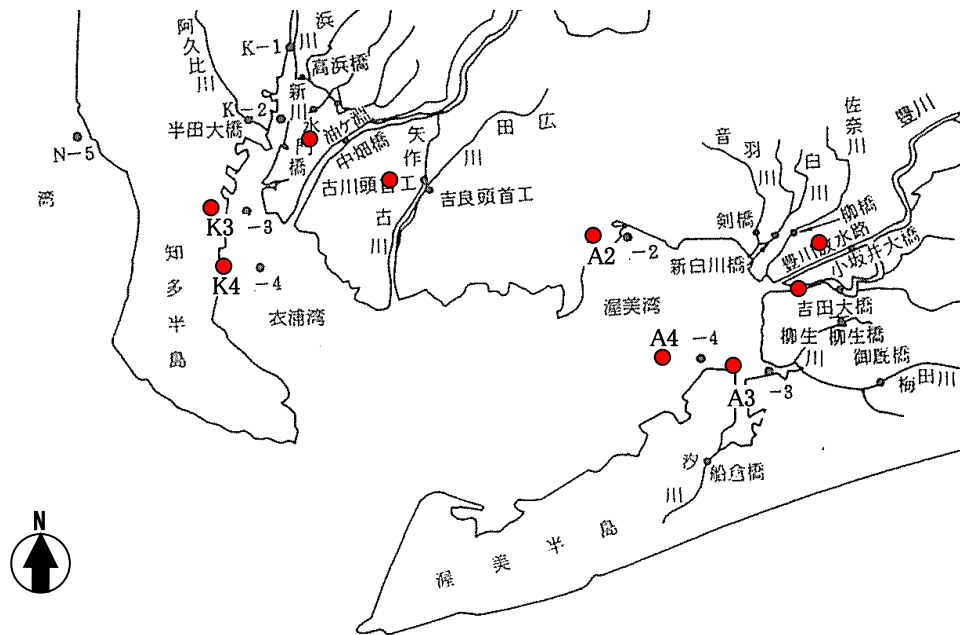 浜川
阿久比川
K-1
高浜橋
新川
K-2
水門橋
油ヶ淵
半田大橋
中畑橋
矢作古川
広田川
N-5
湾
古川頭首工
吉良頭首工
K3
-3
K4
-4
知多半島
衣浦湾
音羽川
白川
佐奈川
豊川
剣橋
柳橋
A2
-2
新白川橋
豊川放水路
小坂井大橋
渥美湾
吉田大橋
A4
-4
柳生川
柳生橋
御厩橋
A3
-3
梅田川
汐川
船倉橋
渥美半島
N